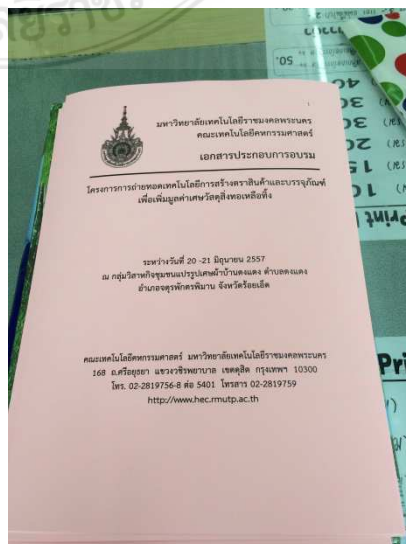 มหาวิทยาลัยเทคโนโลยีราชมงคลพระนคร
คณะเทคโนโลยีคหกรรมศาสตร์
เอกสารประกอบการอบรม
โครงการการถ่ายทอดเทคโนโลยีการสร้างตราสินค้าและบรรจุภัณฑ์
เพื่อเพิ่มมูลค่าเศษวัสดุสิ่งทอเหลือทิ้ง
ระหว่างวันที่ 20 -21 มิถุนายน 2557
ณ กลุ่มวิสาหกิจชุมชนแปรรูปเศษผ้าบ้านดงแดง ตำบลดงแดง
อำเภอจตุรพักตรพิมาน จังหวัดร้อยเอ็ด
คณะเทคโนโลยีคหกรรมศาสตร์ มหาวิทยาลัยเทคโนโลยีราชมงคลพระนคร
168 ถ.ศรีอยุธยา แขวงวชิรพยาบาล เขตดุสิต กรุงเทพฯ 10300
โทร. 02-2819756-8 ต่อ 5401 โทรสาร 02-2819759
http://www.hec.rmutp.ac.th
50.
40
30
30
20
15
10
Print
Pri